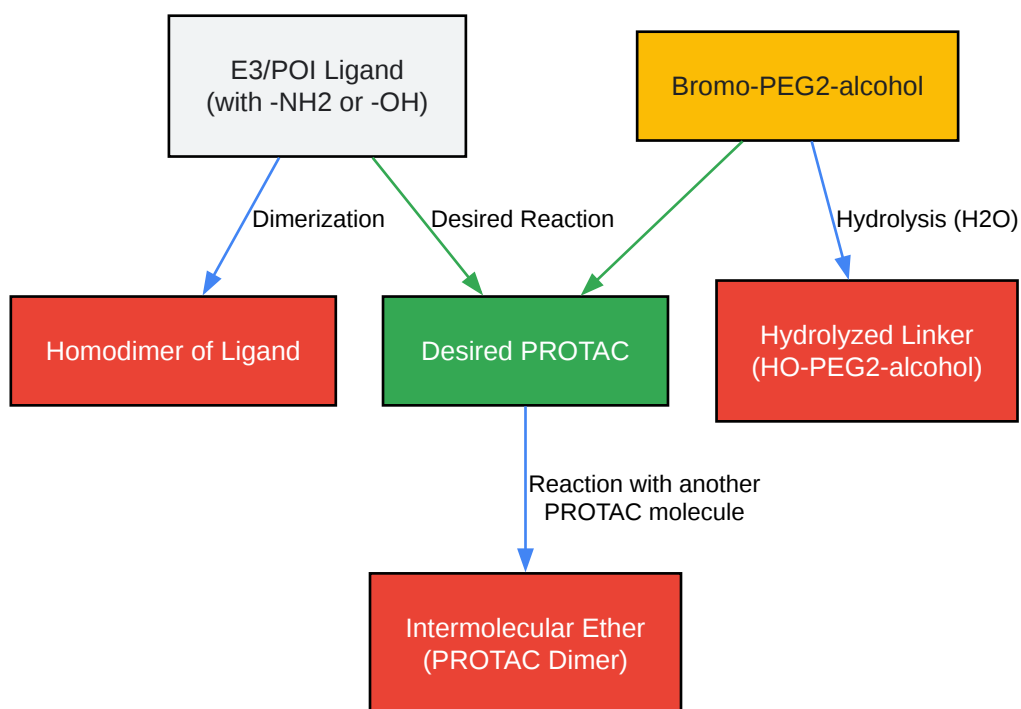 E3/POI Ligand
(with -NH2 or -OH)
Bromo-PEG2-alcohol
Dimerization
Desired Reaction
Hydrolysis (H2O)
Homodimer of Ligand
Desired PROTAC
Hydrolyzed Linker
(HO-PEG2-alcohol)
Reaction with another
PROTAC molecule
Intermolecular Ether
(PROTAC Dimer)